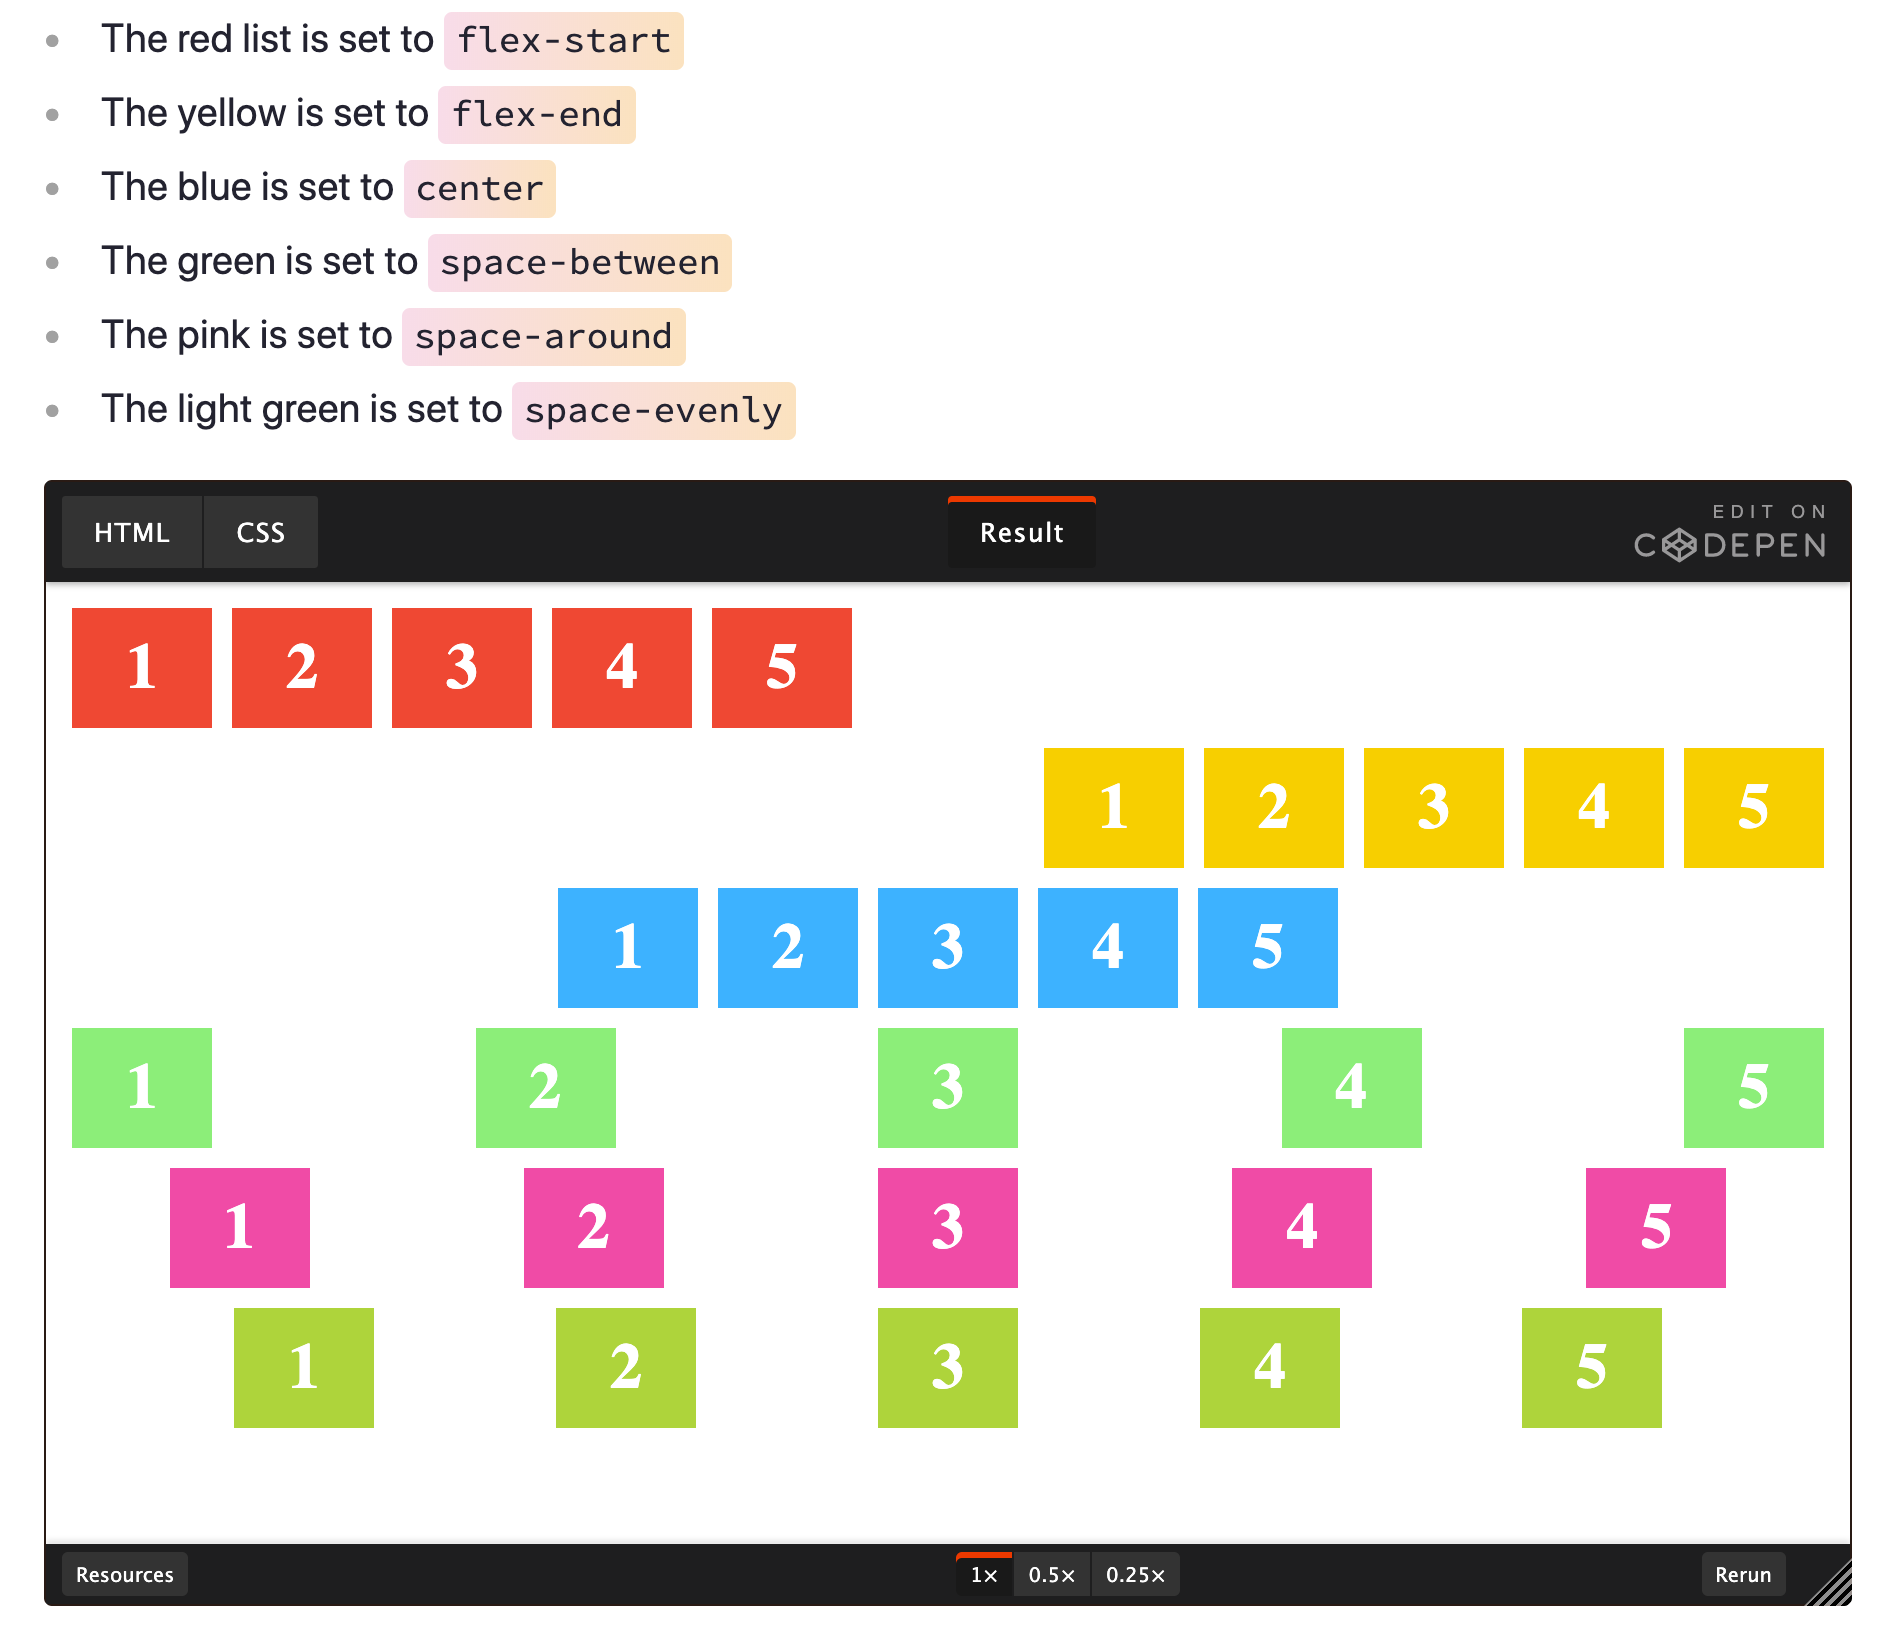 The red list is set to flex-start
The yellow is set to flex-end
The blue is set to center
The green is set to space-between
The pink is set to space-around
The light green is set to space-evenly
HTML CSS Result EDIT ON
CODEPEN
1 2 3 4 5
1 2 3 4 5
1 2 3 4 5
1 2 3 4 5
1 2 3 4 5
1 2 3 4 5
Resources 1× 0.5× 0.25× Rerun